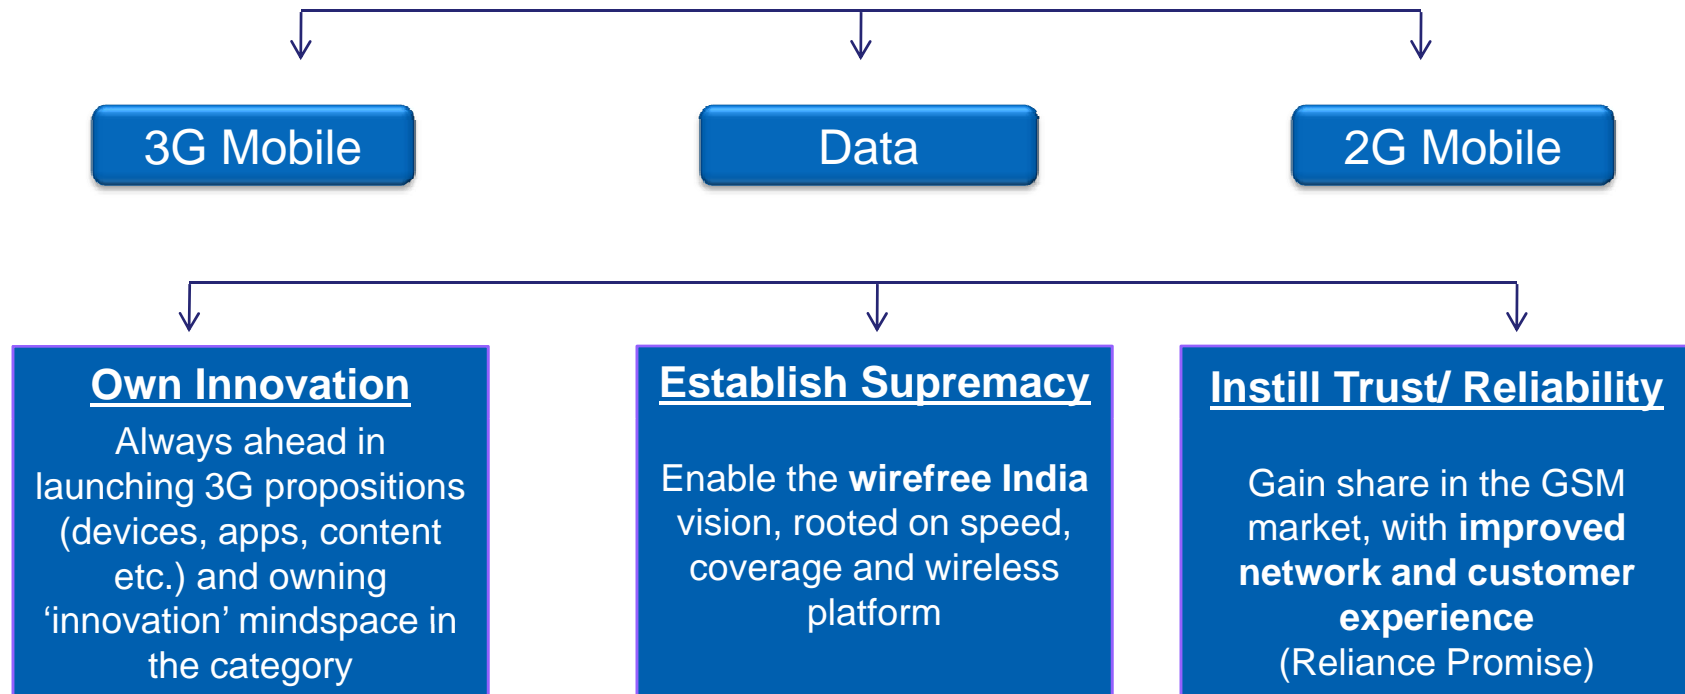 3G Mobile
Data
2G Mobile
Own Innovation
Always ahead in
launching 3G propositions
(devices, apps, content
etc.) and owning
‘innovation’ mindspace in
the category
Establish Supremacy
Enable the wirefree India
vision, rooted on speed,
coverage and wireless
platform
Instill Trust/ Reliability
Gain share in the GSM
market, with improved
network and customer
experience
(Reliance Promise)